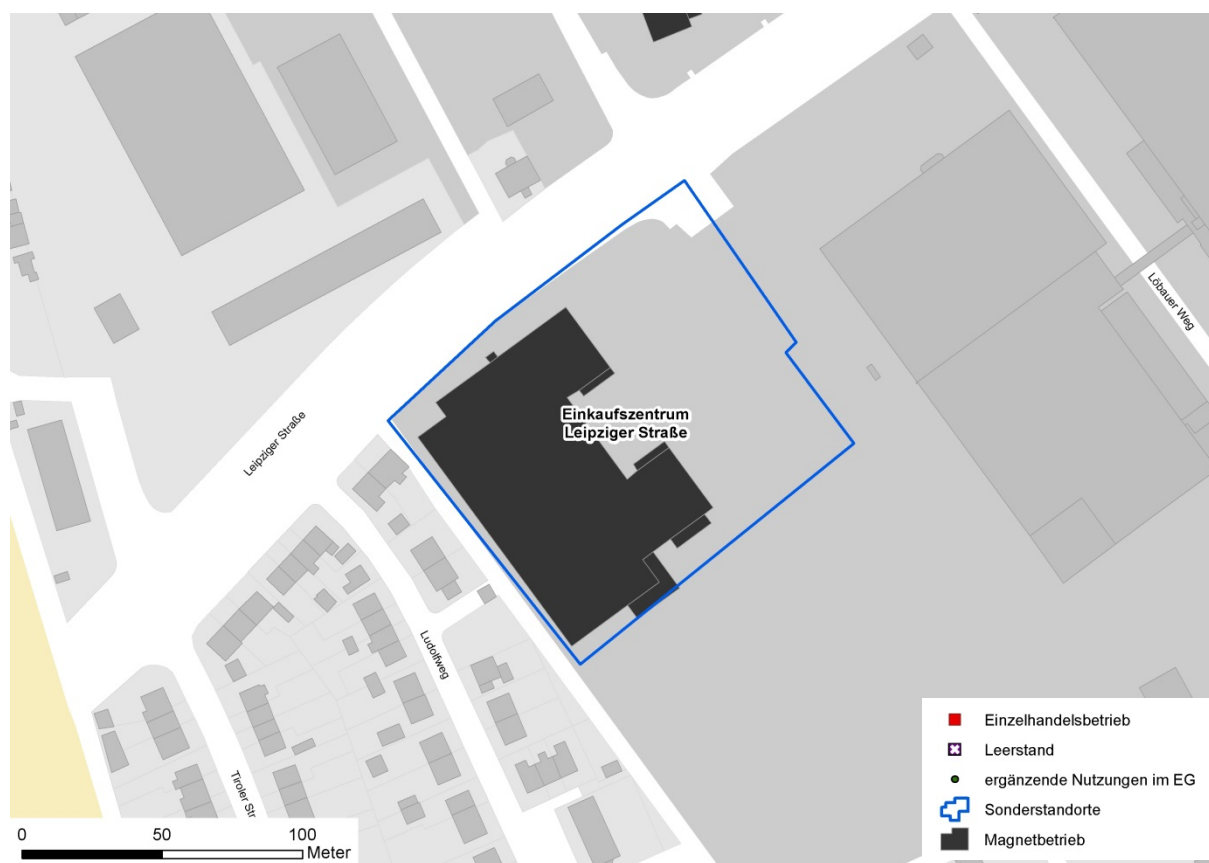 Löbauer Weg
Einkaufszentrum
Leipziger Straße
Leipziger Straße
Ludolfweg
Tiroler Str
Einzelhandelsbetrieb
Leerstand
ergänzende Nutzungen im EG
Sonderstandorte
Magnetbetrieb
0 50 100
Meter